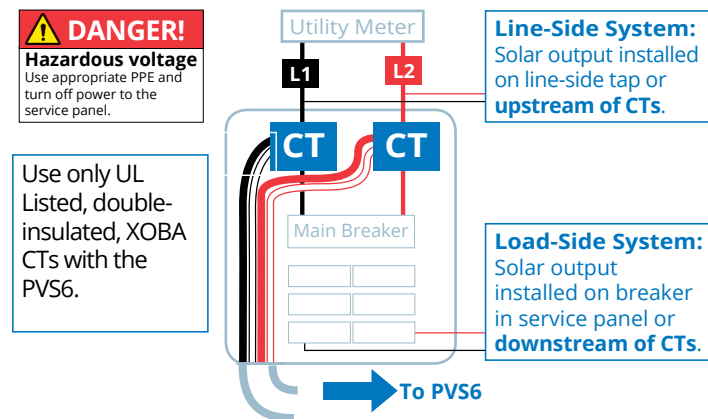 DANGER!
Hazardous voltage
Use appropriate PPE and
turn off power to the
service panel.
Use only UL
Listed, double-
insulated, XOBA
CTs with the
PVS6.
Utility Meter
L1
L2
CT
CT
Main Breaker
To PVS6
Line-Side System:
Solar output installed
on line-side tap or
upstream of CTs.
Load-Side System:
Solar output
installed on breaker
in service panel or
downstream of CTs.